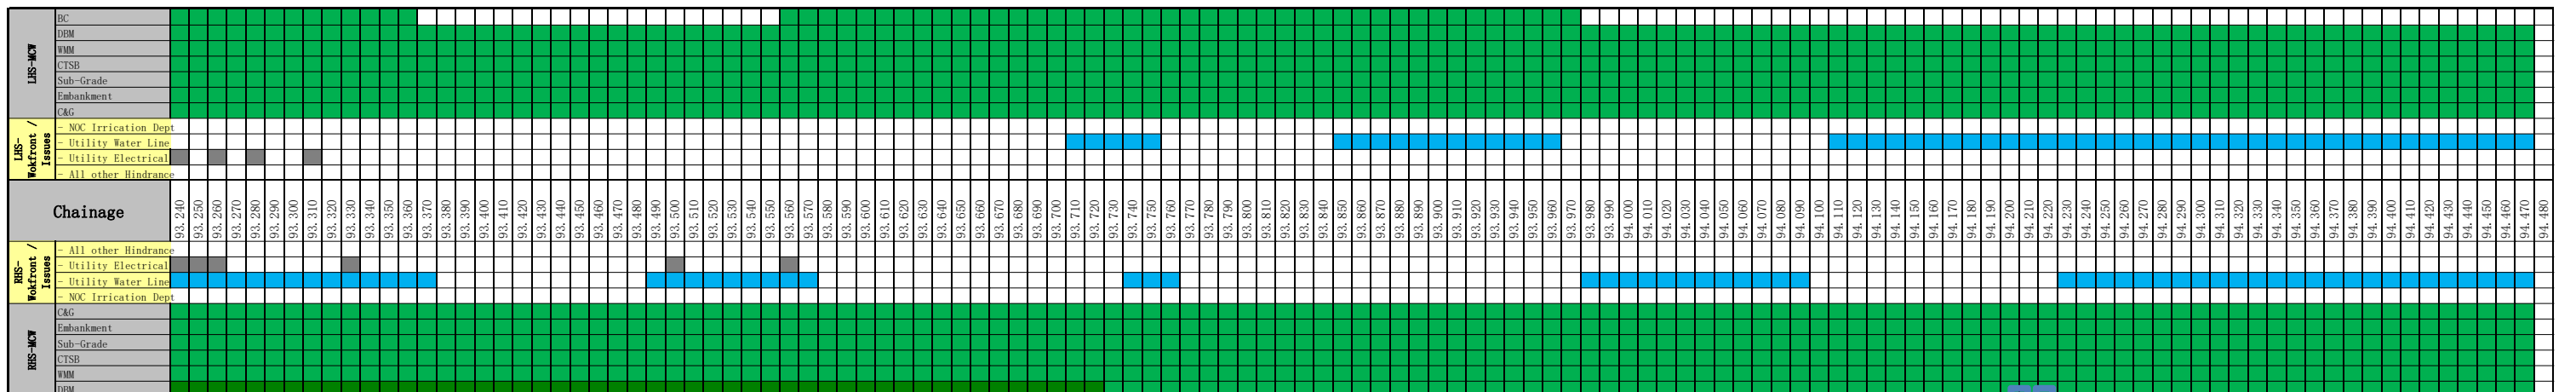 LHS-MCW
BC
DBM
WMM
CTSB
Sub-Grade
Embankment
C&G
LHS-
Wokfront /
Issues
- NOC Irrication Dept
- Utility Water Line
- Utility Electrical
- All other Hindrance
Chainage
93.240 93.250 93.260 93.270 93.280 93.290 93.300 93.310 93.320 93.330 93.340 93.350 93.360 93.370 93.380 93.390 93.400 93.410 93.420 93.430 93.440 93.450 93.460 93.470 93.480 93.490 93.500 93.510 93.520 93.530 93.540 93.550 93.560 93.570 93.580 93.590 93.600 93.610 93.620 93.630 93.640 93.650 93.660 93.670 93.680 93.690 93.700 93.710 93.720 93.730 93.740 93.750 93.760 93.770 93.780 93.790 93.800 93.810 93.820 93.830 93.840 93.850 93.860 93.870 93.880 93.890 93.900 93.910 93.920 93.930 93.940 93.950 93.960 93.970 93.980 93.990 94.000 94.010 94.020 94.030 94.040 94.050 94.060 94.070 94.080 94.090 94.100 94.110 94.120 94.130 94.140 94.150 94.160 94.170 94.180 94.190 94.200 94.210 94.220 94.230 94.240 94.250 94.260 94.270 94.280 94.290 94.300 94.310 94.320 94.330 94.340 94.350 94.360 94.370 94.380 94.390 94.400 94.410 94.420 94.430 94.440 94.450 94.460 94.470 94.480
RHS-
Wokfront /
Issues
- All other Hindrance
- Utility Electrical
- Utility Water Line
- NOC Irrication Dept
RHS-MCW
C&G
Embankment
Sub-Grade
CTSB
WMM
DBM